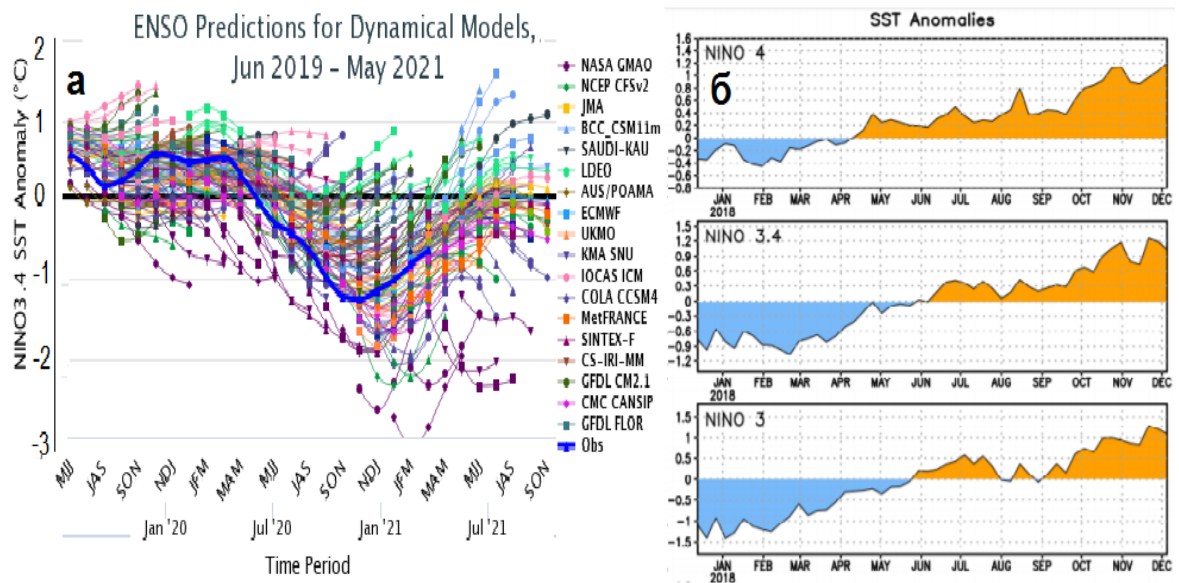 ENSO Predictions for Dynamical Models,
Jun 2019 – May 2021
а
NINO3 .4 SST Anomaly (°C)
2
1
0
-1
-2
-3
MJJ
JAS
SON
NDJ
JFM
MAM
MJJ
JAS
SON
NDJ
JFM
MAM
MJJ
JAS
SON
Jan '20
Jul '20
Jan '21
Jul '21
Time Period
NASA GMAO
NCEP CFSv2
JMA
BCC_CSM11m
SAUDI-KAU
LDEO
AUS/POAMA
ECMWF
UKMO
KMA SNU
IOCAS ICM
COLA CCSM4
MetFRANCE
SINTEX-F
CS-IRI-MM
GFDL CM2.1
CMC CANSIP
GFDL FLOR
Obs
б
SST Anomalies
NINO 4
1.6
1.4
1.2
1
0.8
0.6
0.4
0.2
0
-0.2
-0.4
-0.6
-0.8
JAN FEB MAR APR MAY JUN JUL AUG SEP OCT NOV DEC
2018
NINO 3.4
1.5
1.2
0.9
0.6
0.3
0
-0.3
-0.6
-0.9
-1.2
JAN FEB MAR APR MAY JUN JUL AUG SEP OCT NOV DEC
2018
NINO 3
1.5
1
0.5
0
-0.5
-1
-1.5
JAN FEB MAR APR MAY JUN JUL AUG SEP OCT NOV DEC
2018